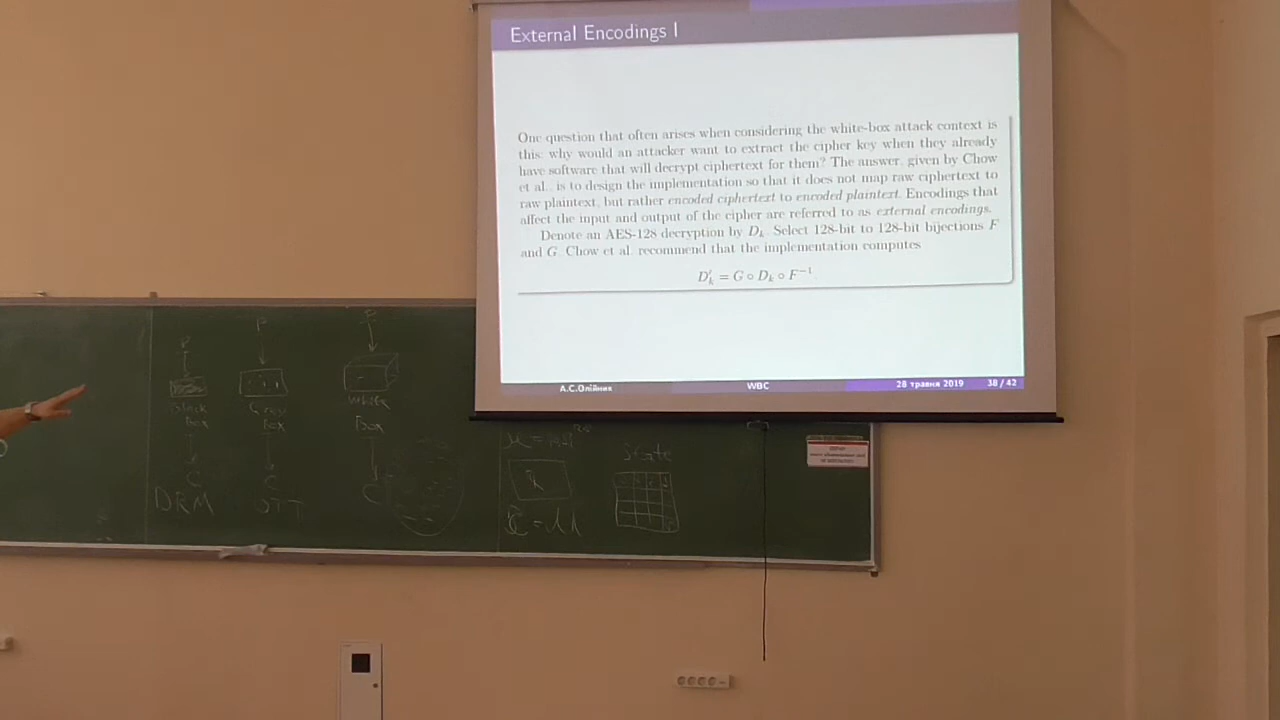 External Encodings I
One question that often arises when considering the white-box attack context is
this: why would an attacker want to extract the cipher key when they already
have software that will decrypt ciphertext for them? The answer, given by Chow
et al., is to design the implementation so that it does not map raw ciphertext to
raw plaintext, but rather encoded ciphertext to encoded plaintext. Encodings that
affect the input and output of the cipher are referred to as external encodings.
Denote an AES-128 decryption by Dₖ. Select 128-bit to 128-bit bijections F
and G. Chow et al. recommend that the implementation computes
D′ₖ = G ∘ Dₖ ∘ F⁻¹
А.С.Олійник WBC 28 травня 2019 38 / 42
P P P
Black Gray White
Box Box Box
C C C
DRM OTT
State